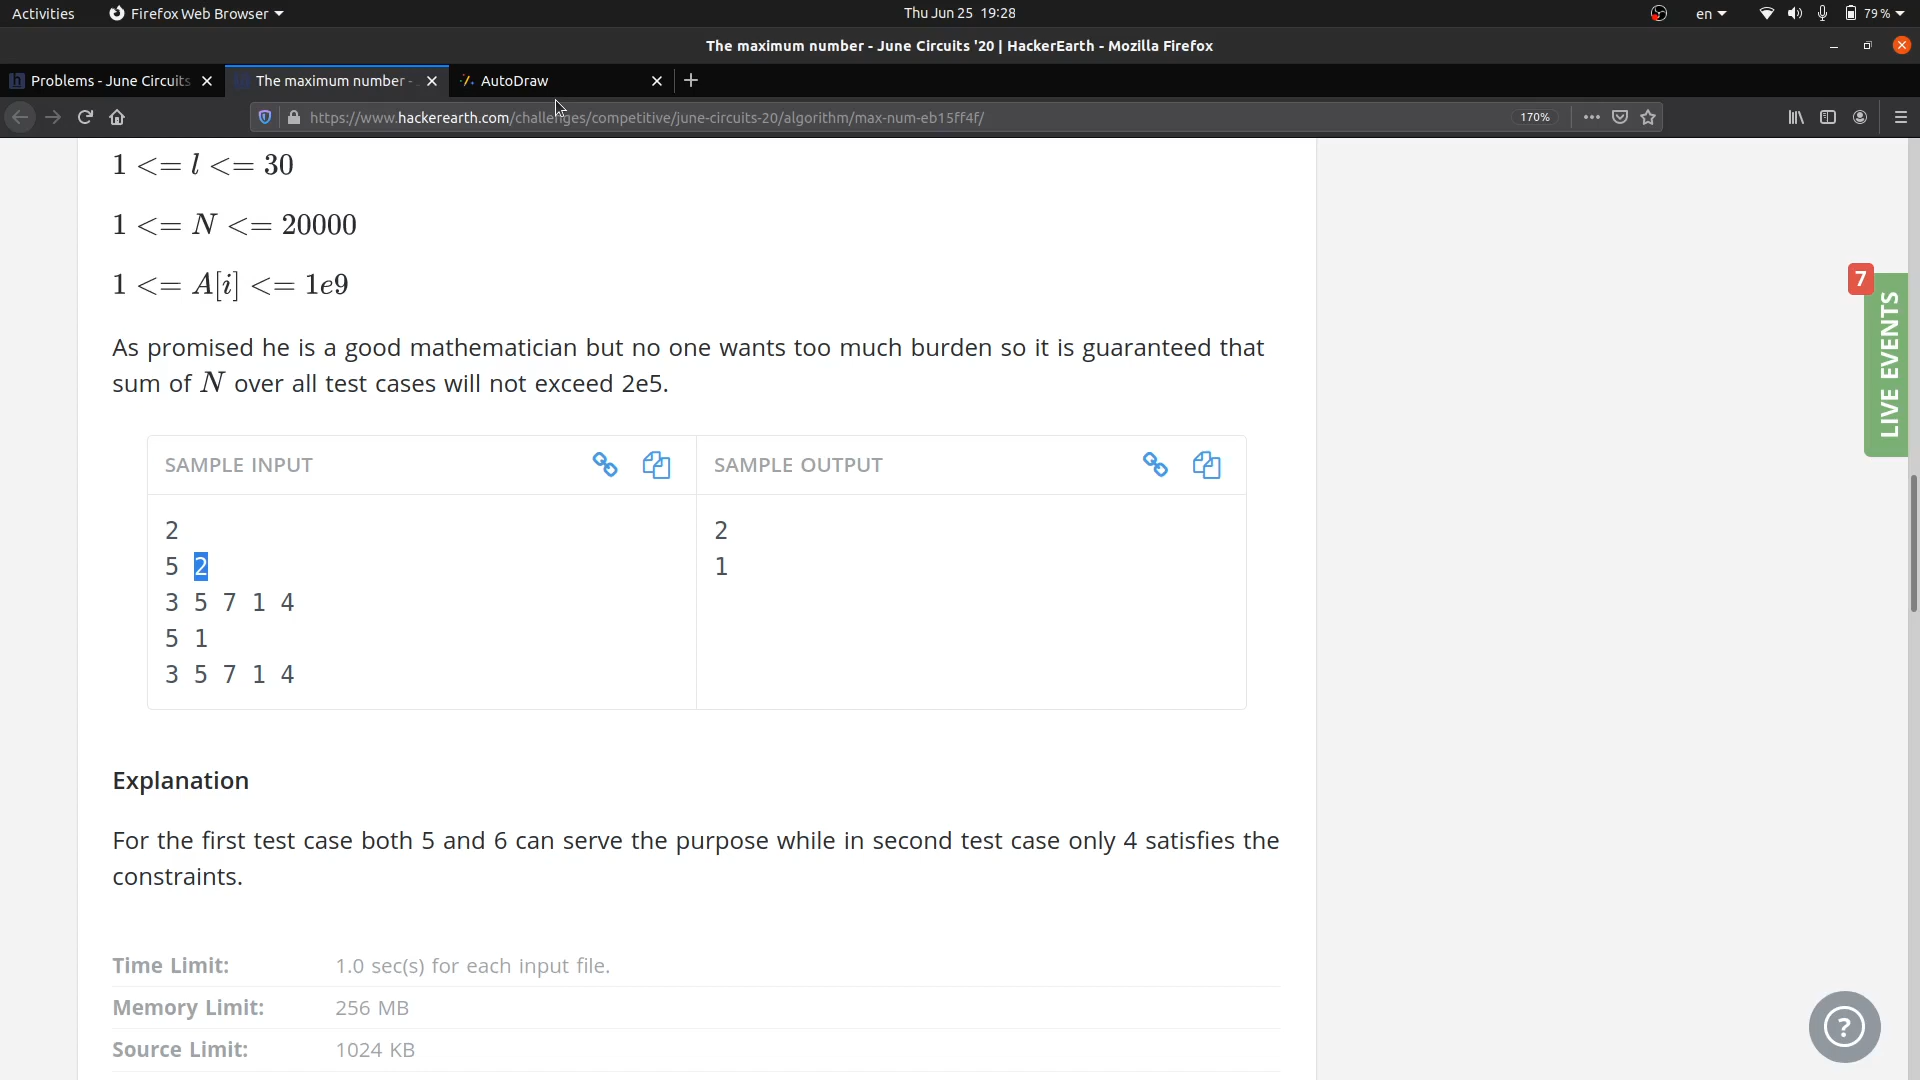 Activities
Firefox Web Browser
Thu Jun 25 19:28
en
79 %
The maximum number - June Circuits '20 | HackerEarth - Mozilla Firefox
Problems - June Circuits
The maximum number -
AutoDraw
https://www.hackerearth.com/challenges/competitive/june-circuits-20/algorithm/max-num-eb15ff4f/
170%
1 <= l <= 30
1 <= N <= 20000
1 <= A[i] <= 1e9
As promised he is a good mathematician but no one wants too much burden so it is guaranteed that
sum of N over all test cases will not exceed 2e5.
SAMPLE INPUT
2
5 2
3 5 7 1 4
5 1
3 5 7 1 4
SAMPLE OUTPUT
2
1
Explanation
For the first test case both 5 and 6 can serve the purpose while in second test case only 4 satisfies the
constraints.
Time Limit: 1.0 sec(s) for each input file.
Memory Limit: 256 MB
Source Limit: 1024 KB
7
LIVE EVENTS
?